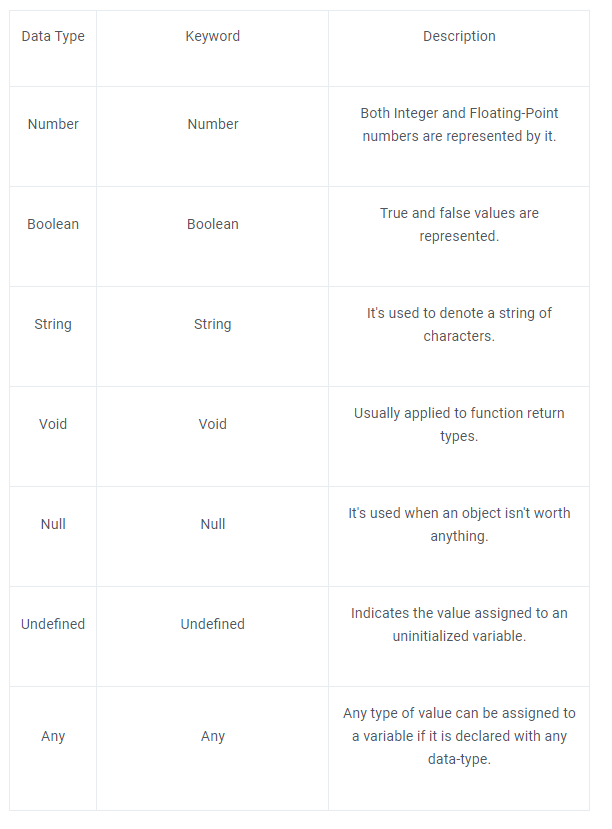 Data Type Keyword Description
Number Number Both Integer and Floating-Point
numbers are represented by it.
Boolean Boolean True and false values are
represented.
String String It's used to denote a string of
characters.
Void Void Usually applied to function return
types.
Null Null It's used when an object isn't worth
anything.
Undefined Undefined Indicates the value assigned to an
uninitialized variable.
Any Any Any type of value can be assigned to
a variable if it is declared with any
data-type.